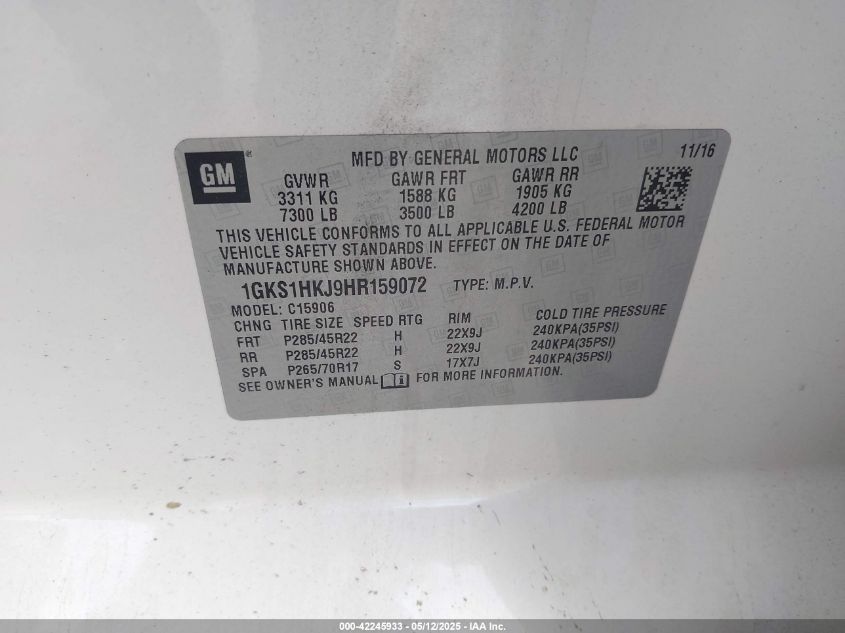 GM
MFD BY GENERAL MOTORS LLC 11/16
GVWR GAWR FRT GAWR RR
3311 KG 1588 KG 1905 KG
7300 LB 3500 LB 4200 LB
THIS VEHICLE CONFORMS TO ALL APPLICABLE U.S. FEDERAL MOTOR
VEHICLE SAFETY STANDARDS IN EFFECT ON THE DATE OF
MANUFACTURE SHOWN ABOVE.
1GKS1HKJ9HR159072 TYPE: M.P.V.
MODEL: C15906
CHNG TIRE SIZE SPEED RTG RIM COLD TIRE PRESSURE
FRT P285/45R22 H 22X9J 240KPA(35PSI)
RR P285/45R22 H 22X9J 240KPA(35PSI)
SPA P265/70R17 S 17X7J 240KPA(35PSI)
SEE OWNER'S MANUAL FOR MORE INFORMATION.
000-42245933 - 05/12/2025 - IAA Inc.